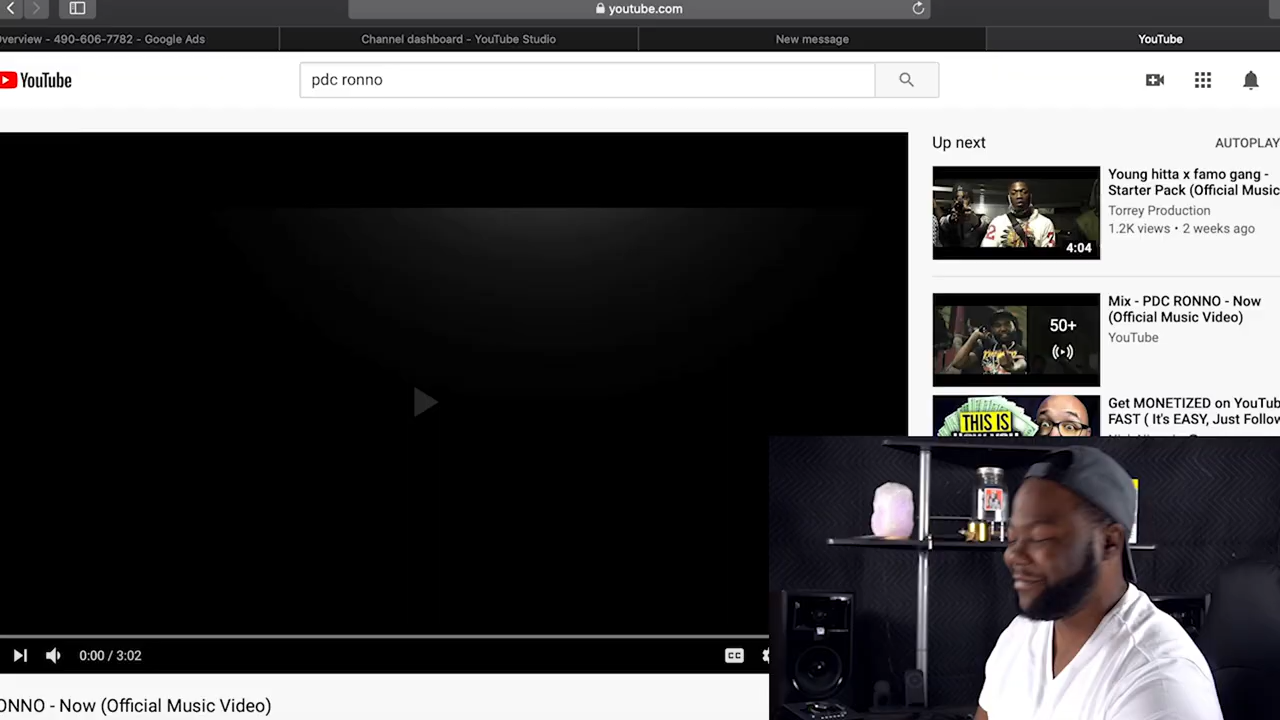 youtube.com
Overview - 490-606-7782 - Google Ads
Channel dashboard - YouTube Studio
New message
YouTube
YouTube
pdc ronno
Up next
AUTOPLAY
Young hitta x famo gang -
Starter Pack (Official Music
Torrey Production
1.2K views • 2 weeks ago
4:04
Mix - PDC RONNO - Now
(Official Music Video)
YouTube
50+
Get MONETIZED on YouTub
FAST ( It's EASY, Just Follow
THIS IS
0:00 / 3:02
CC
ONNO - Now (Official Music Video)